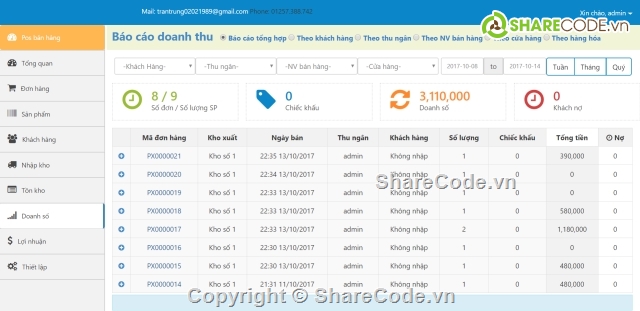 Mail: trantrung02021989@gmail.com Phone: 01257.388.742
Xin chào, admin
SHARECODE.vn
Pos bán hàng
Báo cáo doanh thu Báo cáo tổng hợp Theo khách hàng Theo thu ngân Theo NV bán hàng Theo cửa hàng Theo hàng hóa
Tổng quan
Đơn hàng
Sản phẩm
Khách hàng
Nhập kho
Tồn kho
Doanh số
Lợi nhuận
Thiết lập
-Khách Hàng- -Thu ngân- -NV bán hàng- -Cửa hàng- 2017-10-08 to 2017-10-14 Tuần Tháng Quý
8 / 9
Số đơn / Số lượng SP
0
Chiếc khấu
3,110,000
Doanh số
0
Khách nợ
Mã đơn hàng Kho xuất Ngày bán Thu ngân Khách hàng Số lượng Chiếc khấu Tổng tiền Nợ
PX0000021 Kho số 1 22:35 13/10/2017 admin Không nhập 1 0 390,000 0
PX0000020 Kho số 1 22:34 13/10/2017 admin Không nhập 1 0 0 0
PX0000019 Kho số 1 22:33 13/10/2017 admin Không nhập 1 0 0 0
PX0000018 Kho số 1 22:33 13/10/2017 admin Không nhập 1 0 580,000 0
PX0000017 Kho số 1 22:33 13/10/2017 admin Không nhập 2 0 1,180,000 0
PX0000016 Kho số 1 22:30 13/10/2017 admin Không nhập 1 0 0 0
PX0000015 Kho số 1 22:30 13/10/2017 admin Không nhập 1 0 480,000 0
PX0000014 Kho số 1 21:31 11/10/2017 admin Không nhập 1 0 480,000 0
ShareCode.vn
Copyright © ShareCode.vn